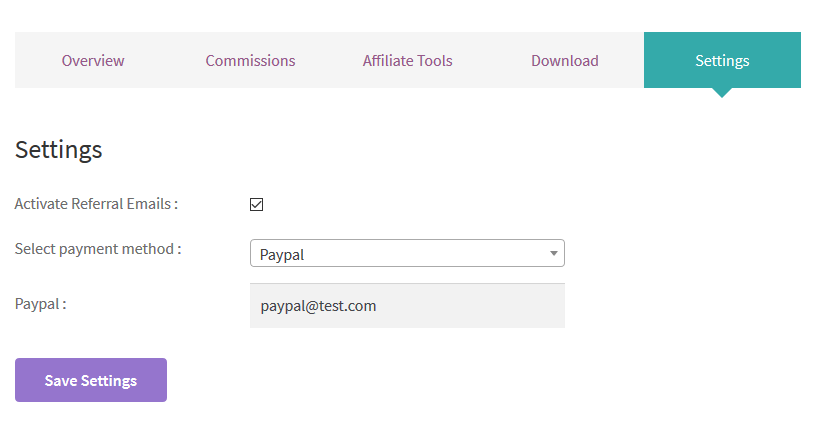 Overview Commissions Affiliate Tools Download Settings
Settings
Activate Referral Emails :
Select payment method : Paypal
Paypal : paypal@test.com
Save Settings